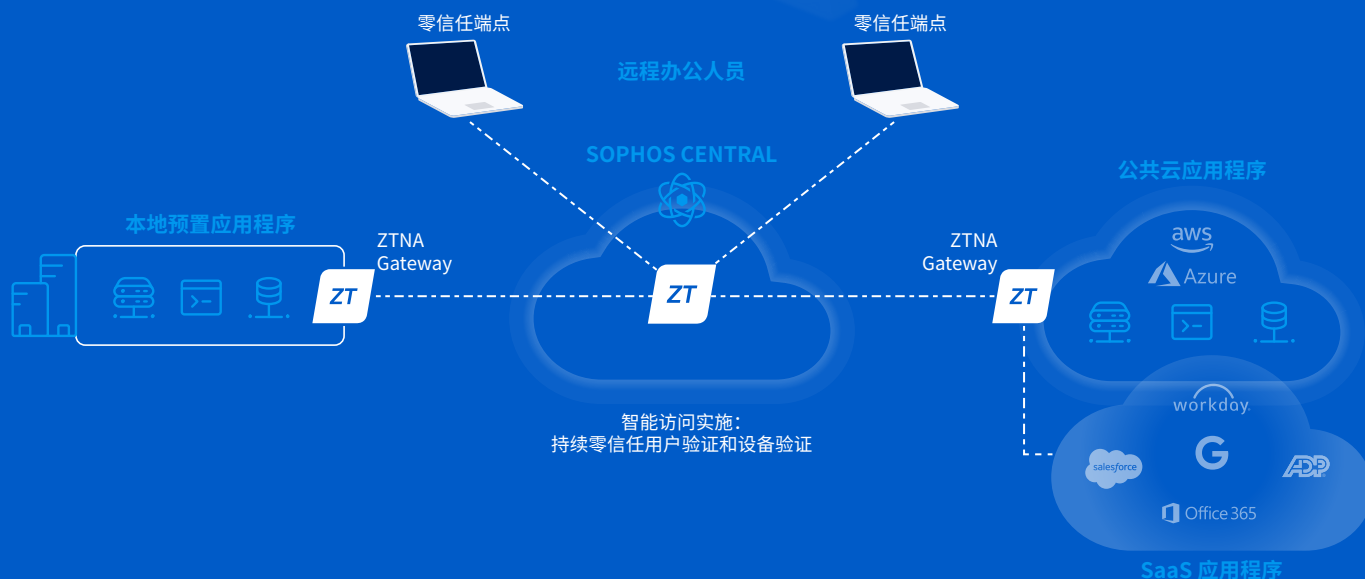 零信任端点
零信任端点
远程办公人员
SOPHOS CENTRAL
公共云应用程序
本地预置应用程序
aws
ZTNA
Gateway
ZTNA
Gateway
Azure
ZT
ZT
ZT
workday.
智能访问实施：
持续零信任用户验证和设备验证
salesforce
G
ADP
Office 365
SaaS 应用程序